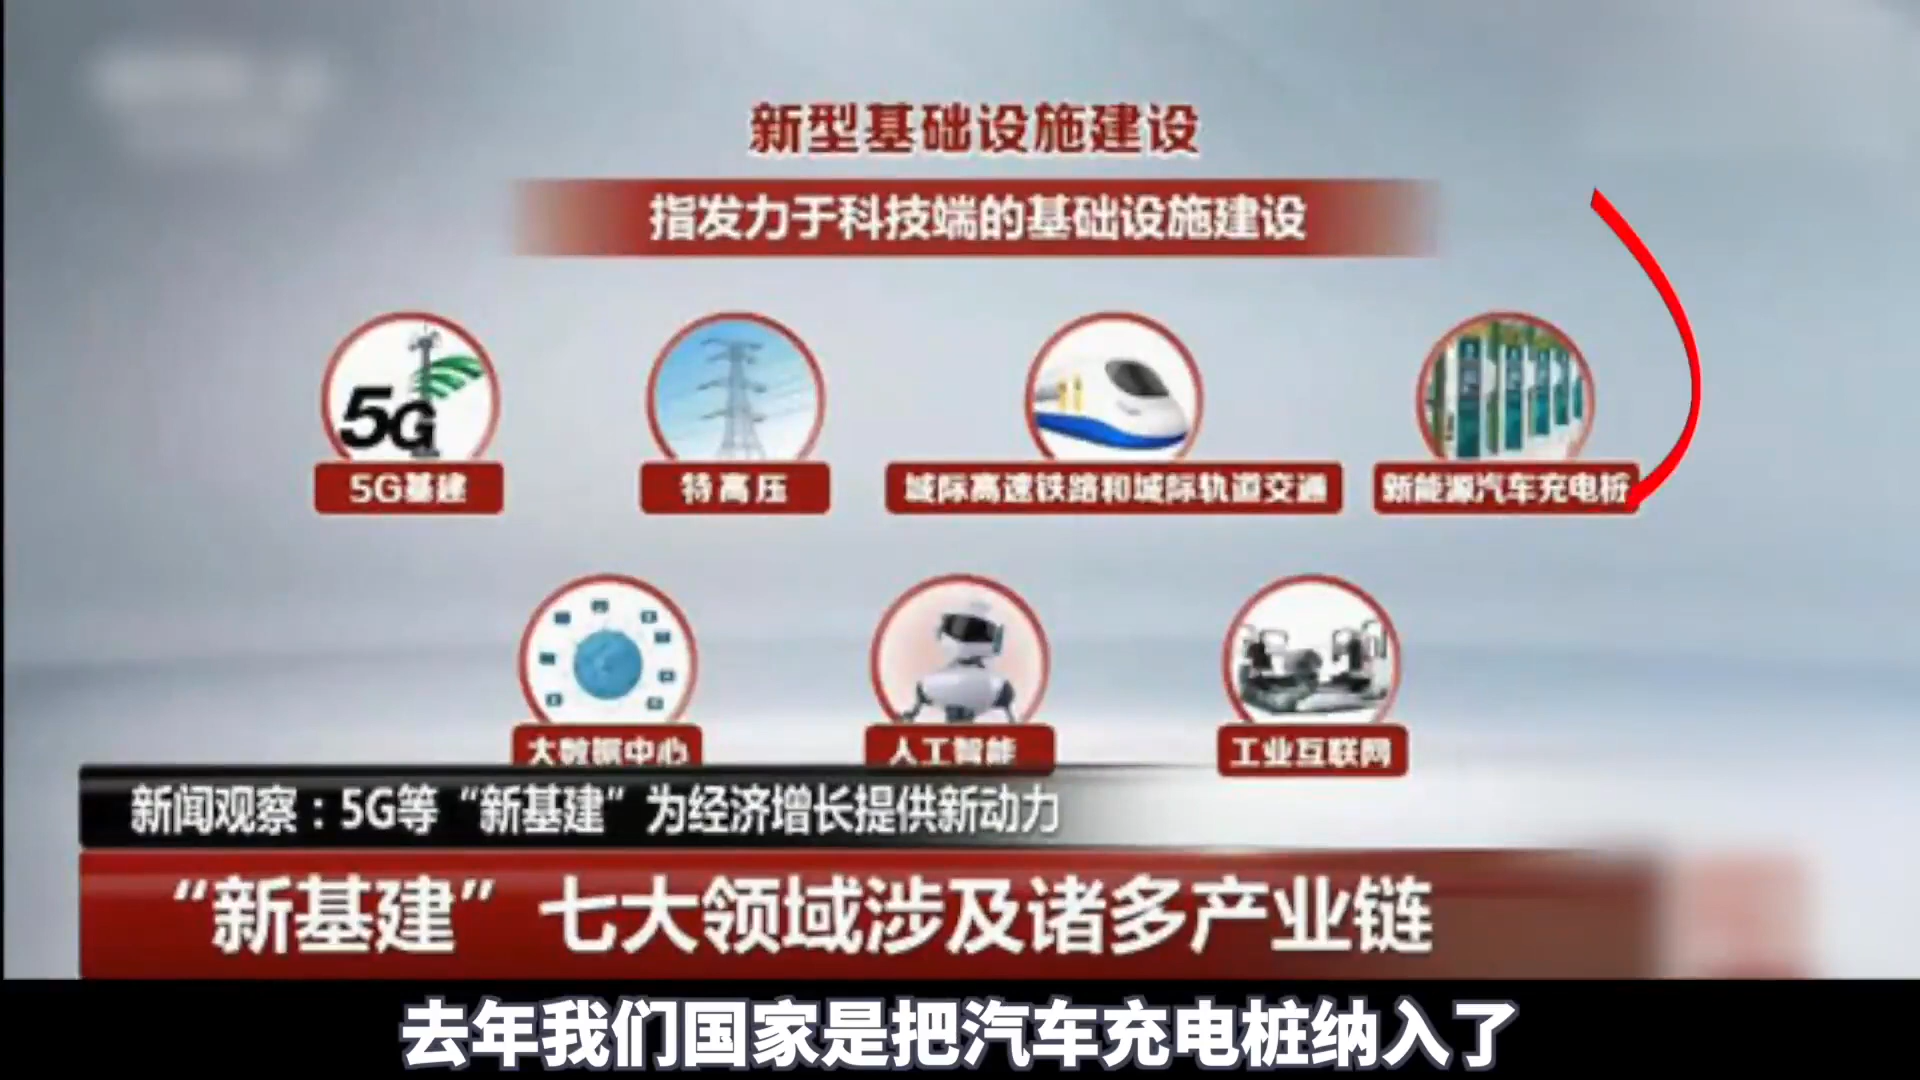 新型基础设施建设
指发力于科技端的基础设施建设
5G
5G基建
特高压
城际高速铁路和城际轨道交通
新能源汽车充电桩
大数据中心
人工智能
工业互联网
新闻观察：5G等“新基建”为经济增长提供新动力
“新基建”七大领域涉及诸多产业链
去年我们国家是把汽车充电桩纳入了